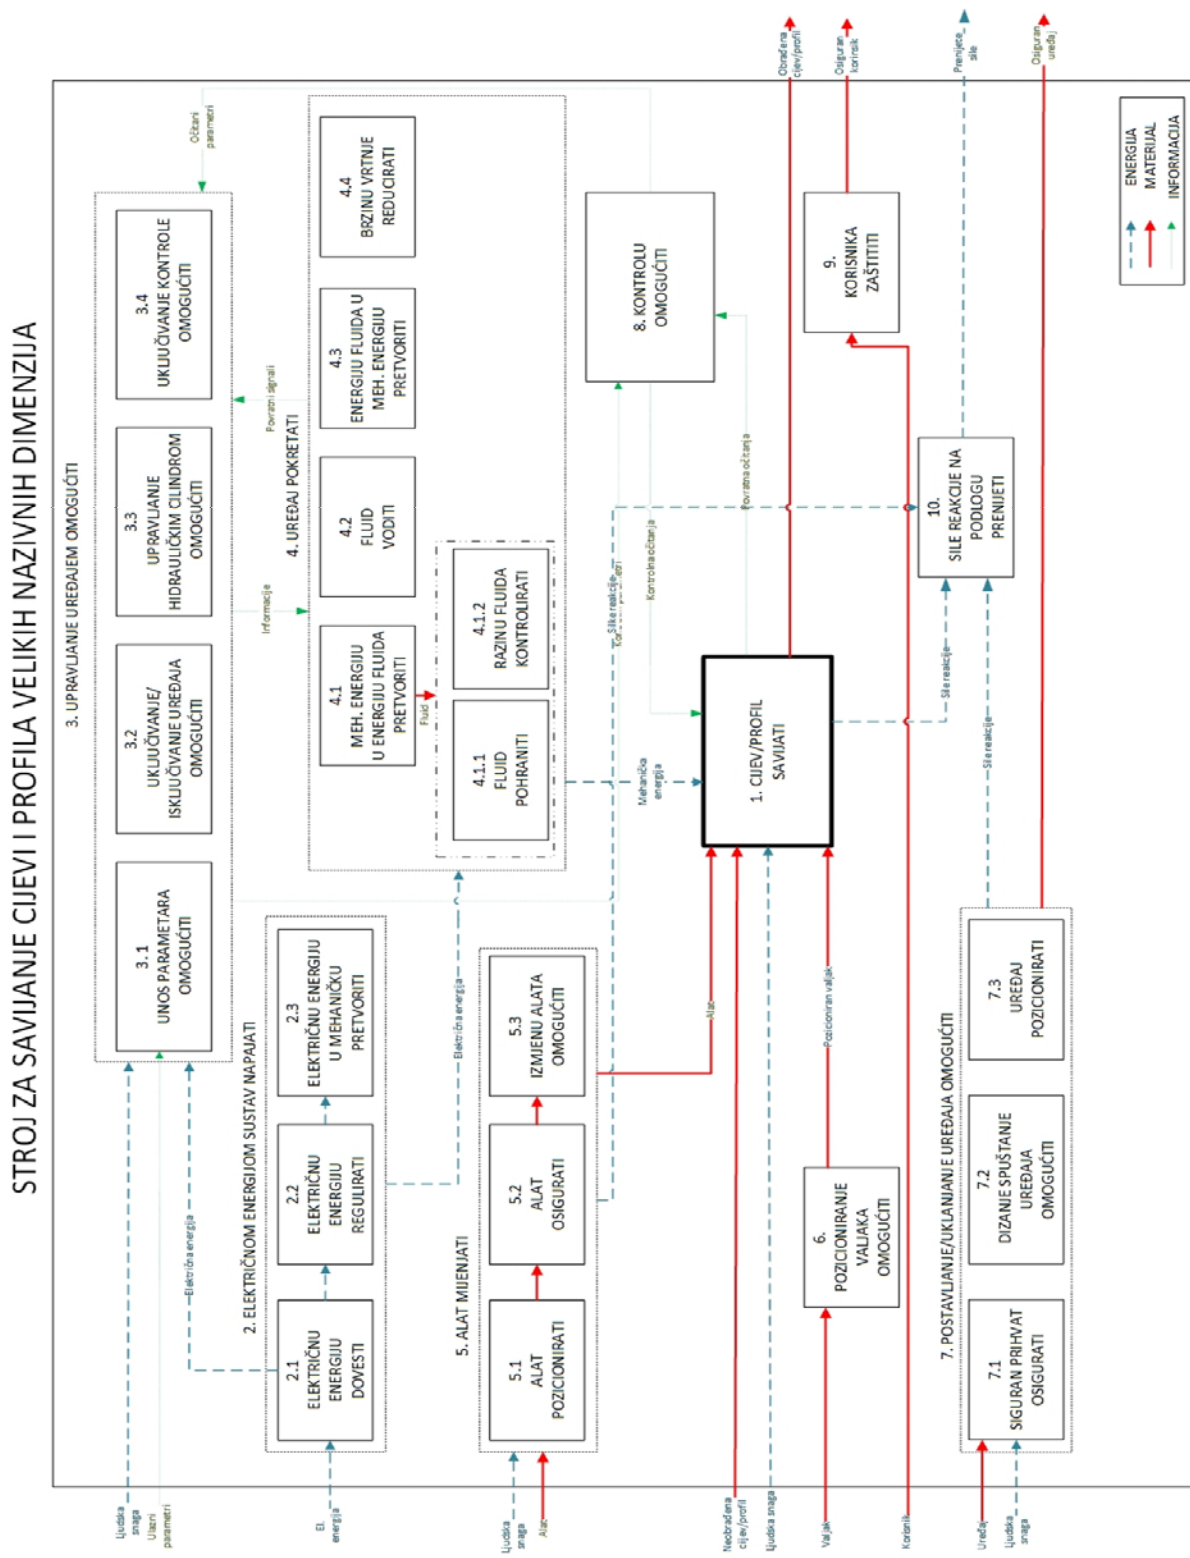 STROJ ZA SAVIJANJE CIJEVI I PROFILA VELIKIH NAZIVNIH DIMENZIJA
3. UPRAVLJANJE UREĐAJEM OMOGUĆITI
3.1
UNOS PARAMETARA
OMOGUĆITI
3.2
UKLJUČIVANJE/
ISKLJUČIVANJE UREĐAJA
OMOGUĆITI
3.3
UPRAVLJANJE
HIDRAULIČKIM CILINDROM
OMOGUĆITI
3.4
UKLJUČIVANJE KONTROLE
OMOGUĆITI
Ljudska
snaga
Ulazni
parametri
Električna energija
Informacije
Povratni signali
Očitani
parametri
2. ELEKTRIČNOM ENERGIJOM SUSTAV NAPAJATI
El.
energija
2.1
ELEKTRIČNU
ENERGIJU
DOVESTI
2.2
ELEKTRIČNU
ENERGIJU
REGULIRATI
2.3
ELEKTRIČNU ENERGIJU
U MEHANIČKU
PRETVORITI
Električna energija
4. UREĐAJ POKRETATI
4.1
MEH. ENERGIJU
U ENERGIJU FLUIDA
PRETVORITI
4.2
FLUID
VODITI
4.3
ENERGIJU FLUIDA U
MEH. ENERGIJU
PRETVORITI
4.4
BRZINU VRTNJE
REDUCIRATI
Fluid
4.1.1
FLUID
POHRANITI
4.1.2
RAZINU FLUIDA
KONTROLIRATI
5. ALAT MIJENJATI
Ljudska
snaga
Alat
5.1
ALAT
POZICIONIRATI
5.2
ALAT
OSIGURATI
5.3
IZMJENU ALATA
OMOGUĆITI
Alat
Mehanička
energija
Silke reakcije
Kontrolna očitanja
8. KONTROLU
OMOGUĆITI
Povratna očitanja
Neobrađena
cijev/profil
Ljudska snaga
1. CIJEV/PROFIL
SAVIJATI
Obrađena
cijev/profil
Valjak
6.
POZICIONIRANJE
VALJAKA
OMOGUĆITI
Pozicioniran valjak
9.
KORISNIKA
ZAŠTITITI
Osiguran
korirsik
Korisnik
Sile reakcije
10.
SILE REAKCIJE NA
PODLOGU
PRENIJETI
Prenijete
sile
Sile reakcije
7. POSTAVLJANJE/UKLANJANJE UREĐAJA OMOGUĆITI
Uređaj
Ljudska
snaga
7.1
SIGURAN PRIHVAT
OSIGURATI
7.2
DIZANJE SPUŠTANJE
UREĐAJA
OMOGUĆITI
7.3
UREĐAJ
POZICIONIRATI
Osiguran
uređaj
ENERGIJA
MATERIJAL
INFORMACIJA